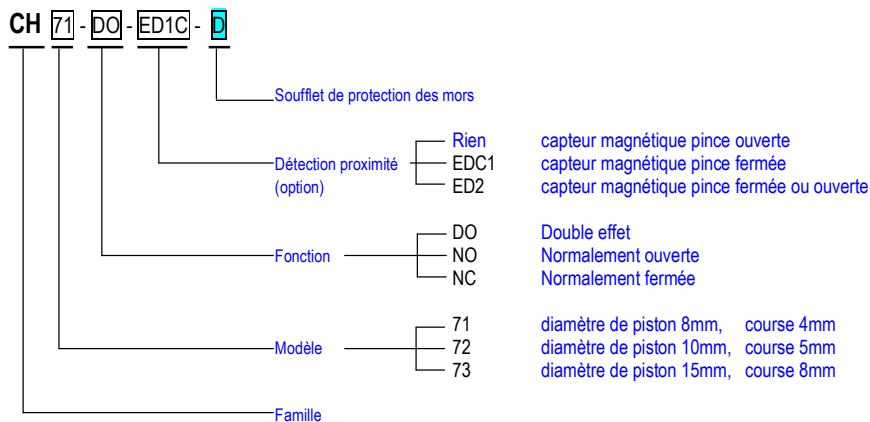 CH 71 - DO - ED1C - D
Soufflet de protection des mors
Rien capteur magnétique pince ouverte
Détection proximité EDC1 capteur magnétique pince fermée
(option) ED2 capteur magnétique pince fermée ou ouverte
DO Double effet
Fonction NO Normalement ouverte
NC Normalement fermée
71 diamètre de piston 8mm, course 4mm
Modèle 72 diamètre de piston 10mm, course 5mm
73 diamètre de piston 15mm, course 8mm
Famille